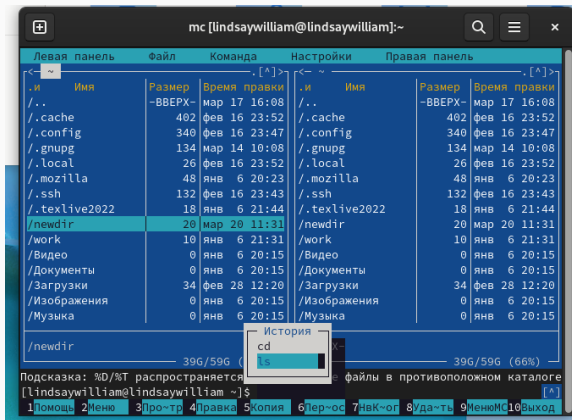 mc [lindsaywilliam@lindsaywilliam]:~
Левая панель Файл Команда Настройки Правая панель
<─ ~ .[^]> <─ ~ .[^]>
.и Имя Размер Время правки .и Имя Размер Время правки
/.. -ВВЕРХ- мар 17 16:08 /.. -ВВЕРХ- мар 17 16:08
/.cache 402 фев 16 23:52 /.cache 402 фев 16 23:52
/.config 340 фев 16 23:47 /.config 340 фев 16 23:47
/.gnupg 134 мар 14 10:08 /.gnupg 134 мар 14 10:08
/.local 26 фев 16 23:52 /.local 26 фев 16 23:52
/.mozilla 48 янв 6 20:23 /.mozilla 48 янв 6 20:23
/.ssh 132 фев 16 23:43 /.ssh 132 фев 16 23:43
/.texlive2022 18 янв 6 21:44 /.texlive2022 18 янв 6 21:44
/newdir 20 мар 20 11:31 /newdir 20 мар 20 11:31
/work 10 янв 6 21:31 /work 10 янв 6 21:31
/Видео 0 янв 6 20:15 /Видео 0 янв 6 20:15
/Документы 0 янв 6 20:15 /Документы 0 янв 6 20:15
/Загрузки 34 фев 28 12:20 /Загрузки 34 фев 28 12:20
/Изображения 0 янв 6 20:15 /Изображения 0 янв 6 20:15
/Музыка 0 янв 6 20:15 /Музыка 0 янв 6 20:15
История
/newdir cd Х-
39G/59G ( ls 39G/59G (66%)
Подсказка: %D/%T распространяется файлы в противоположном каталоге
[lindsaywilliam@lindsaywilliam ~]$ [^]
1Помощь 2Меню 3Про~тр 4Правка 5Копия 6Пер~ос 7НвК~ог 8Уда~ть 9МенюMC 10Выход